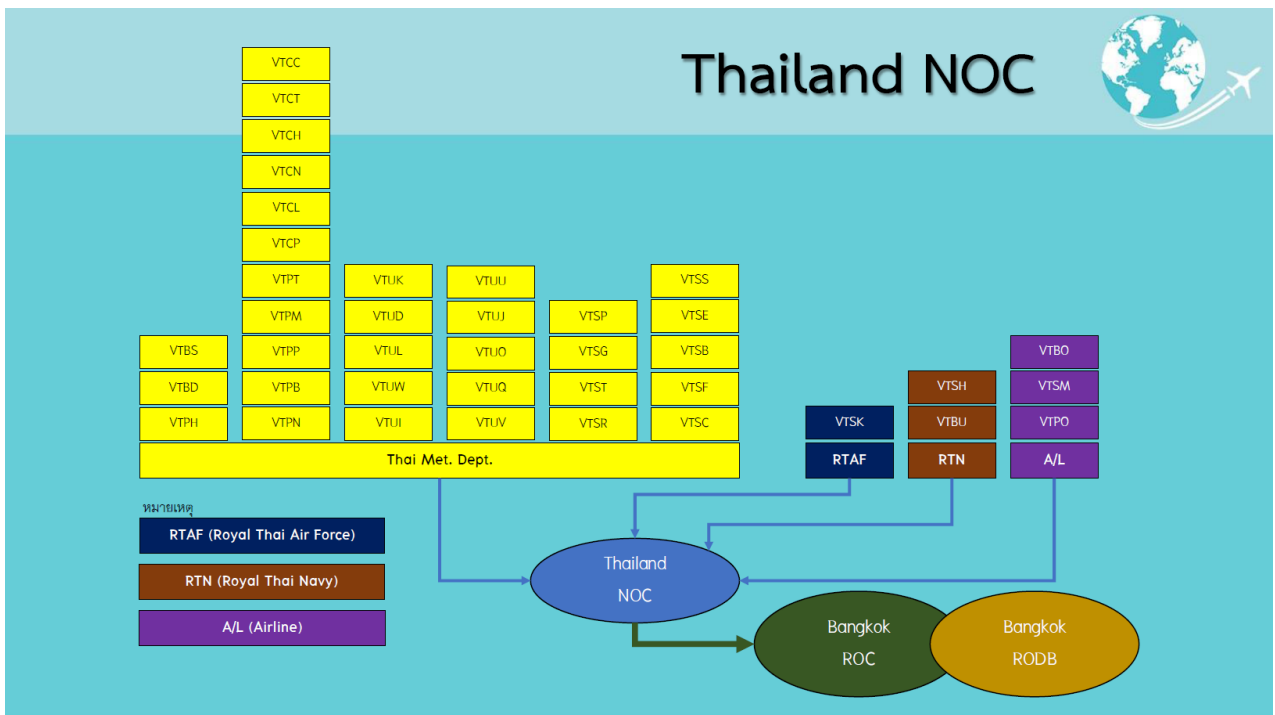 Thailand NOC
VTCC
VTCT
VTCH
VTCN
VTCL
VTCP
VTPT
VTPM
VTPP
VTPB
VTPN
VTBS
VTBD
VTPH
VTUK
VTUD
VTUL
VTUW
VTUI
VTUU
VTUJ
VTUO
VTUQ
VTUV
VTSP
VTSG
VTST
VTSR
VTSS
VTSE
VTSB
VTSF
VTSC
Thai Met. Dept.
VTSK
RTAF
VTSH
VTBU
RTN
VTBO
VTSM
VTPO
A/L
หมายเหตุ
RTAF (Royal Thai Air Force)
RTN (Royal Thai Navy)
A/L (Airline)
Thailand
NOC
Bangkok
ROC
Bangkok
RODB